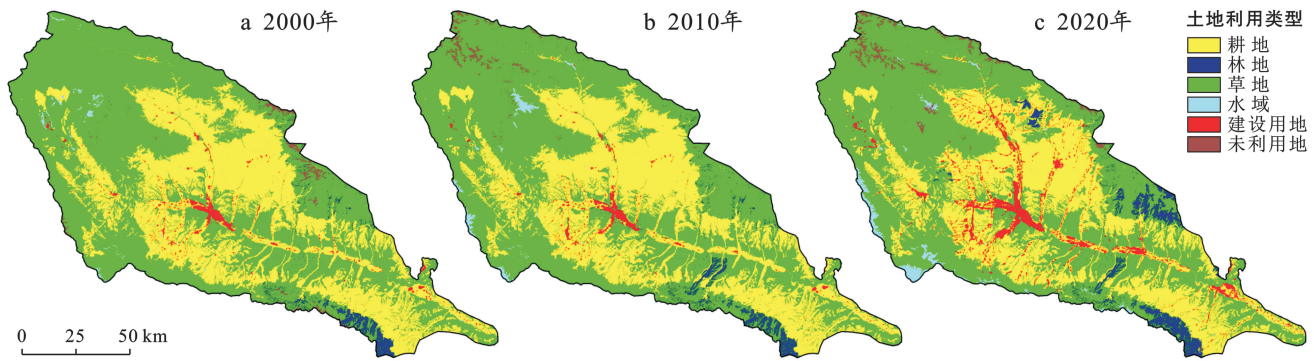 a 2000年
b 2010年
c 2020年
土地利用类型
耕地
林地
草地
水域
建设用地
未利用地
0 25 50 km